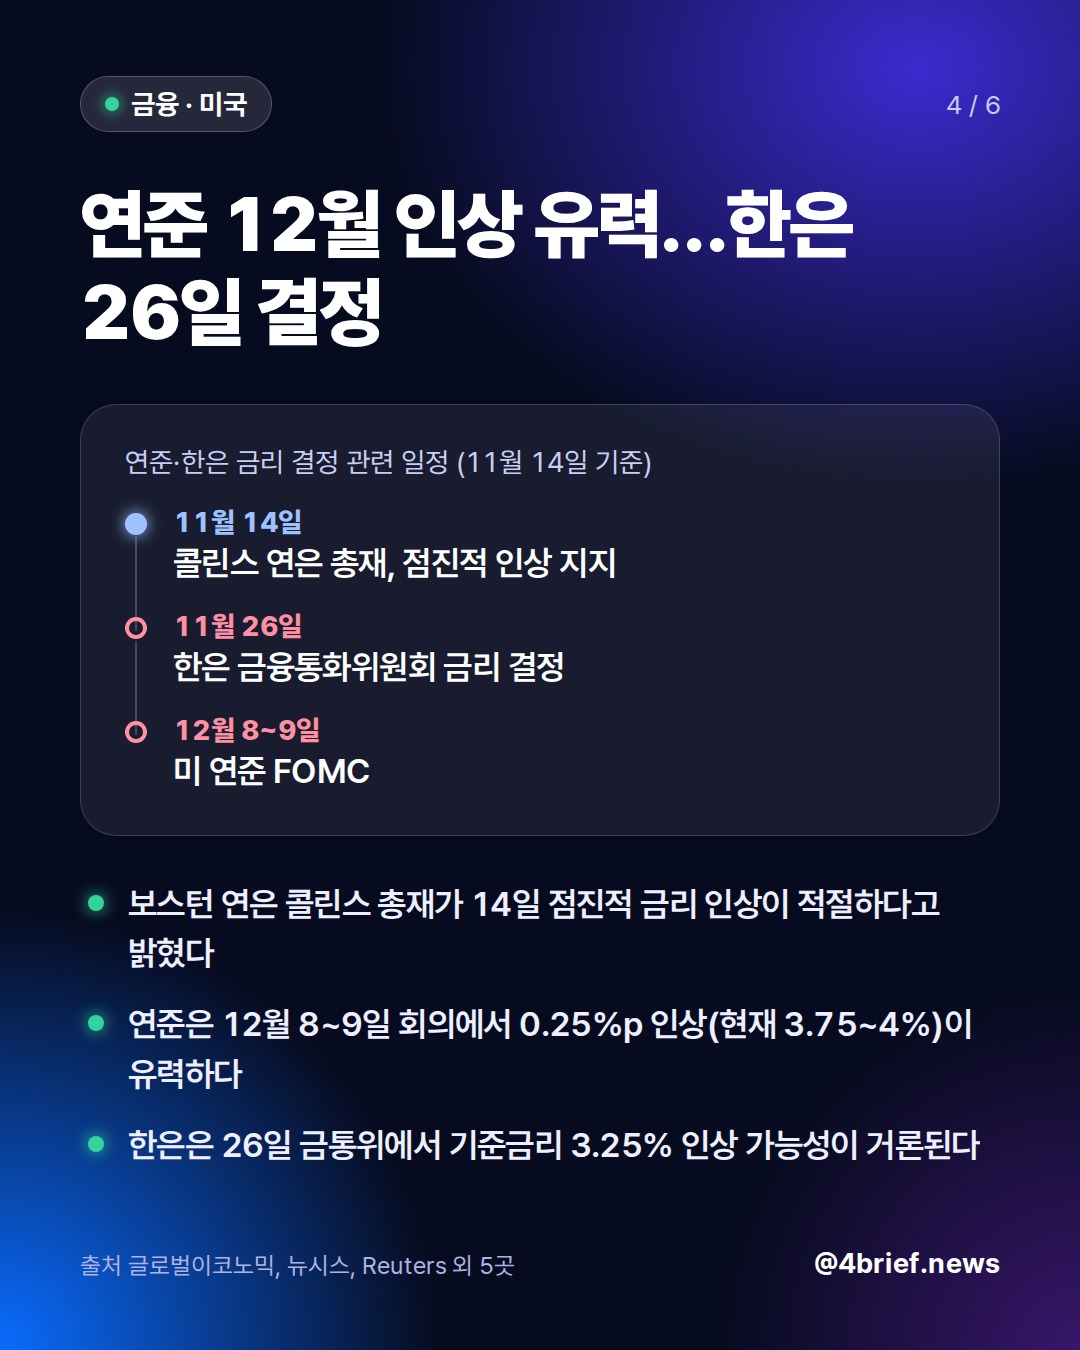 금융 · 미국
4 / 6
연준 12월 인상 유력…한은
26일 결정
연준·한은 금리 결정 관련 일정 (11월 14일 기준)
11월 14일
콜린스 연은 총재, 점진적 인상 지지
11월 26일
한은 금융통화위원회 금리 결정
12월 8~9일
미 연준 FOMC
보스턴 연은 콜린스 총재가 14일 점진적 금리 인상이 적절하다고
밝혔다
연준은 12월 8~9일 회의에서 0.25%p 인상(현재 3.75~4%)이
유력하다
한은은 26일 금통위에서 기준금리 3.25% 인상 가능성이 거론된다
출처 글로벌이코노믹, 뉴시스, Reuters 외 5곳
@4brief.news